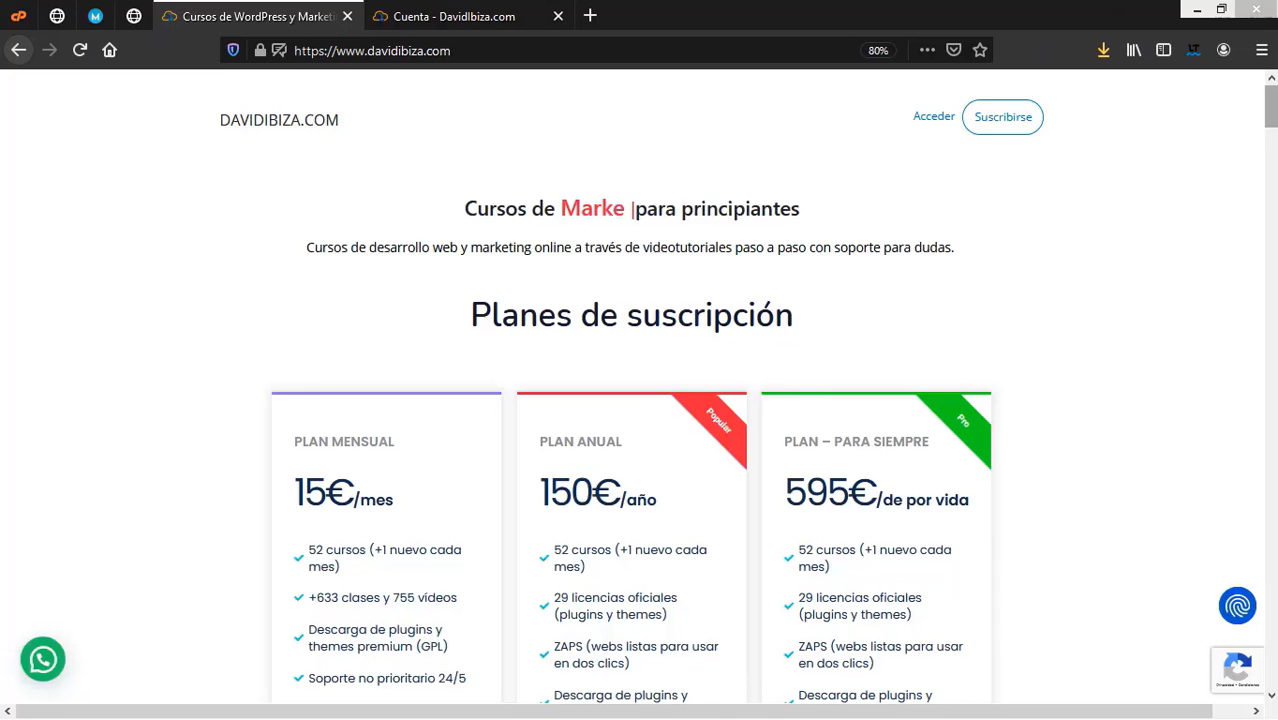 Cursos de WordPress y Marketi
Cuenta - DavidIbiza.com
https://www.davidibiza.com
80%
DAVIDIBIZA.COM
Acceder
Suscribirse
Cursos de Marke |para principiantes
Cursos de desarrollo web y marketing online a través de videotutoriales paso a paso con soporte para dudas.
Planes de suscripción
PLAN MENSUAL
15€/mes
52 cursos (+1 nuevo cada
mes)
+633 clases y 755 vídeos
Descarga de plugins y
themes premium (GPL)
Soporte no prioritario 24/5
Popular
PLAN ANUAL
150€/año
52 cursos (+1 nuevo cada
mes)
29 licencias oficiales
(plugins y themes)
ZAPS (webs listas para usar
en dos clics)
Descarga de plugins y
Pro
PLAN – PARA SIEMPRE
595€/de por vida
52 cursos (+1 nuevo cada
mes)
29 licencias oficiales
(plugins y themes)
ZAPS (webs listas para usar
en dos clics)
Descarga de plugins y